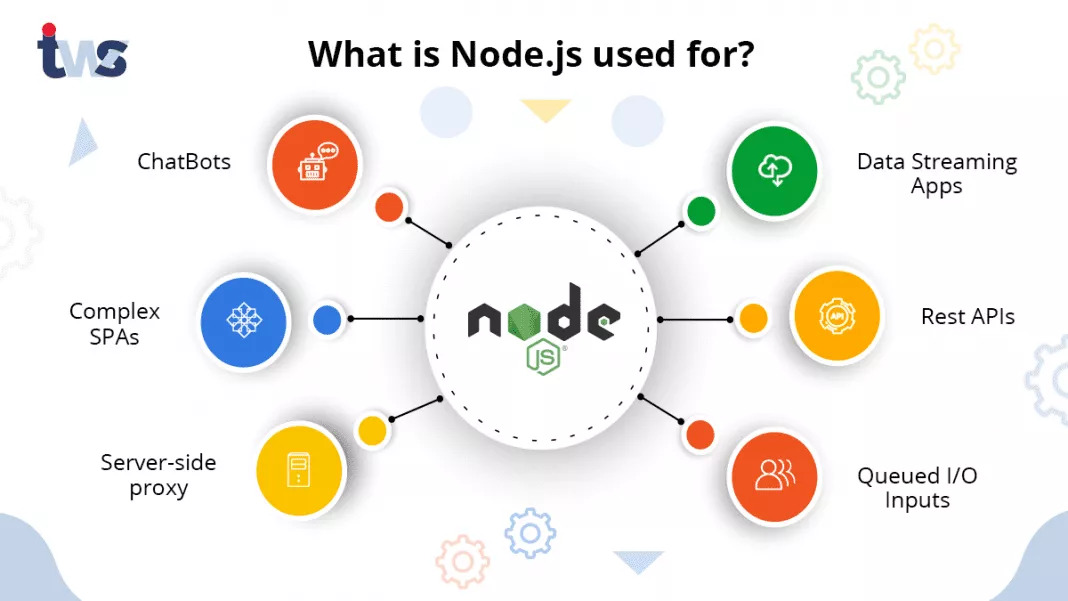 tws
What is Node.js used for?
ChatBots
Data Streaming
Apps
Complex
SPAs
node
JS®
API
Rest APIs
Server-side
proxy
Queued I/O
Inputs